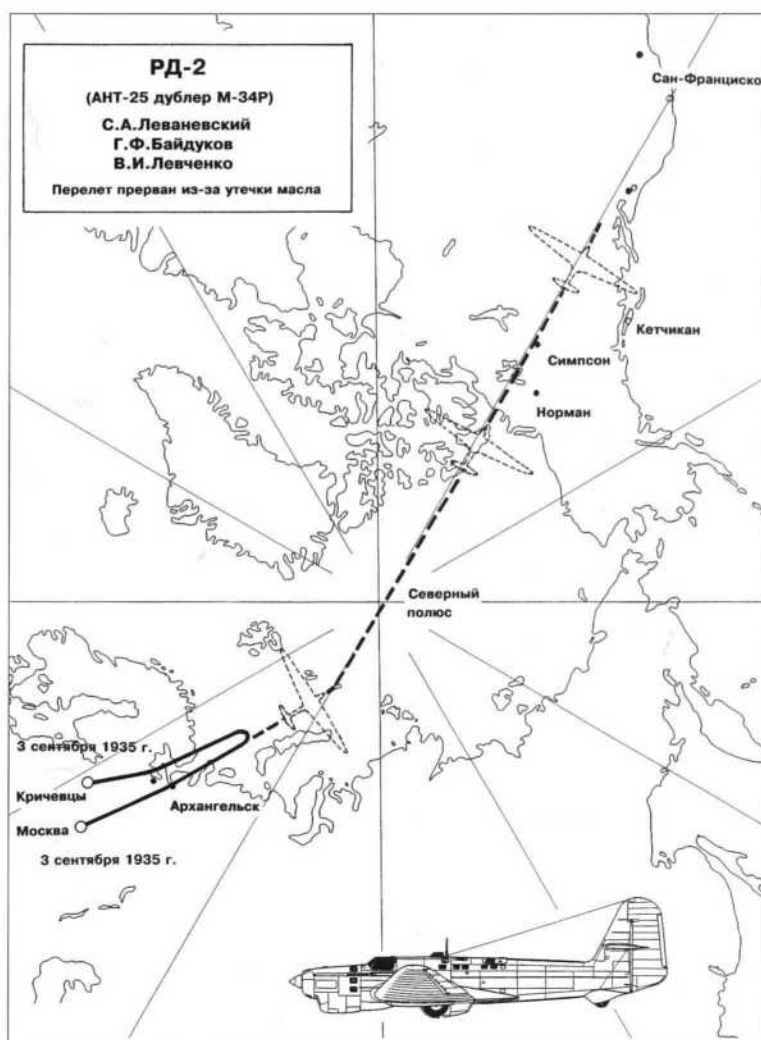 РД-2
(АНТ-25 дублер М-34Р)
С.А.Леваневский
Г.Ф.Байдуков
В.И.Левченко
Перелет прерван из-за утечки масла
Сан-Франциско
Кетчикан
Симпсон
Норман
Северный
полюс
3 сентября 1935 г.
Кричевцы
Архангельск
Москва
3 сентября 1935 г.